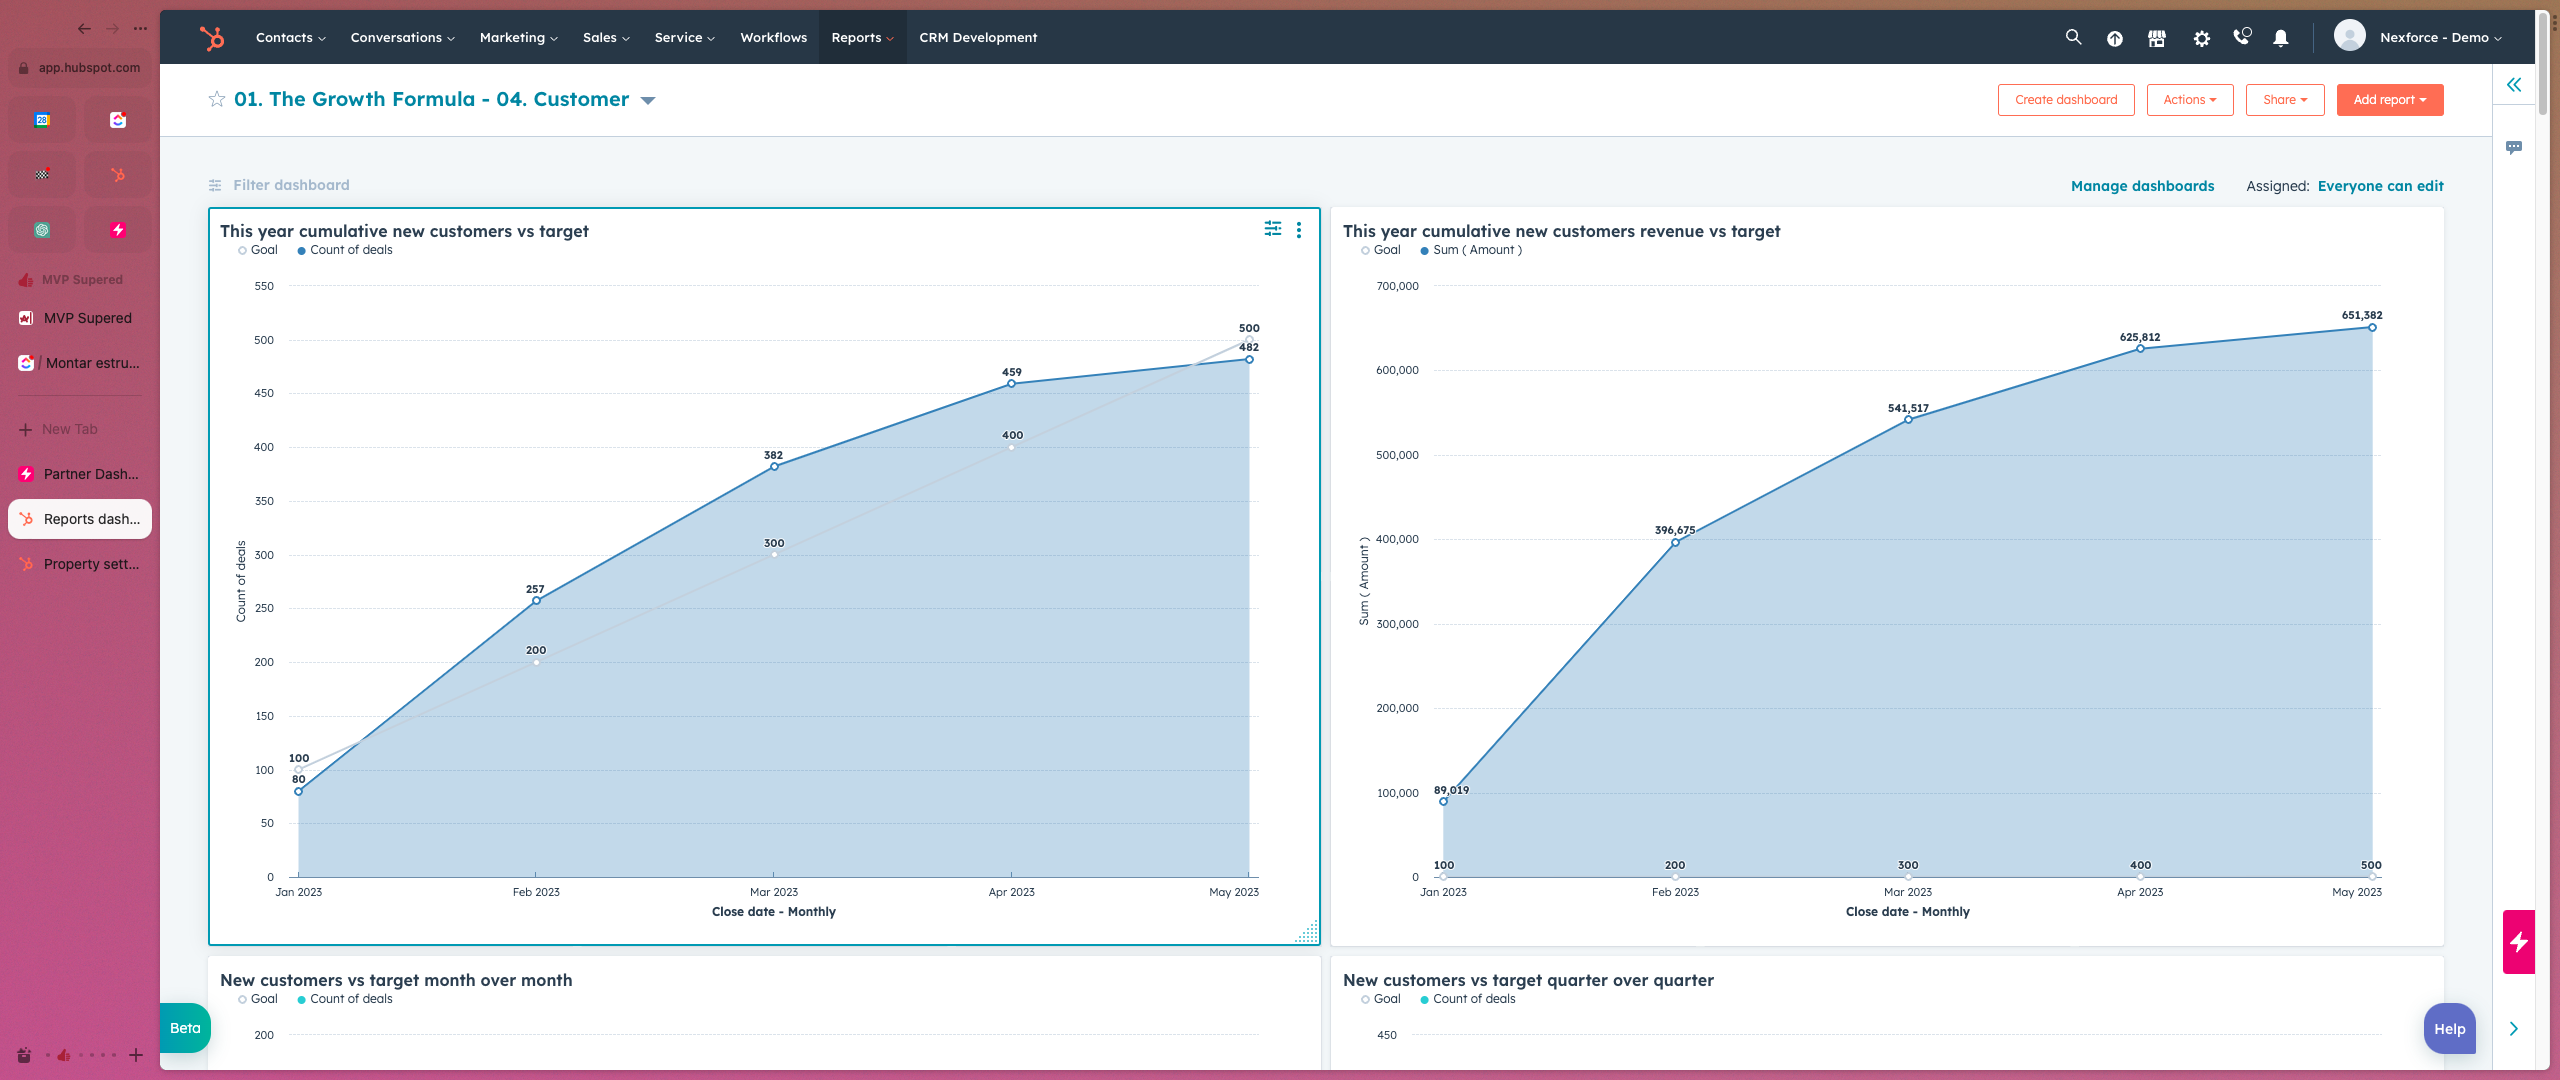 app.hubspot.com
28
MVP Supered
MVP Supered
/ Montar estru...
New Tab
Partner Dash...
Reports dash...
Property sett...
Contacts
Conversations
Marketing
Sales
Service
Workflows
Reports
CRM Development
Nexforce - Demo
01. The Growth Formula - 04. Customer
Create dashboard
Actions
Share
Add report
Filter dashboard
Manage dashboards
Assigned: Everyone can edit
This year cumulative new customers vs target
Goal
Count of deals
550
500
450
400
350
300
250
200
150
100
50
0
Count of deals
100
80
257
200
382
300
459
400
500
482
Jan 2023
Feb 2023
Mar 2023
Apr 2023
May 2023
Close date - Monthly
This year cumulative new customers revenue vs target
Goal
Sum ( Amount )
700,000
600,000
500,000
400,000
300,000
200,000
100,000
0
Sum ( Amount )
89,019
396,675
541,517
625,812
651,382
100
200
300
400
500
Jan 2023
Feb 2023
Mar 2023
Apr 2023
May 2023
Close date - Monthly
New customers vs target month over month
Goal
Count of deals
200
New customers vs target quarter over quarter
Goal
Count of deals
450
Beta
Help